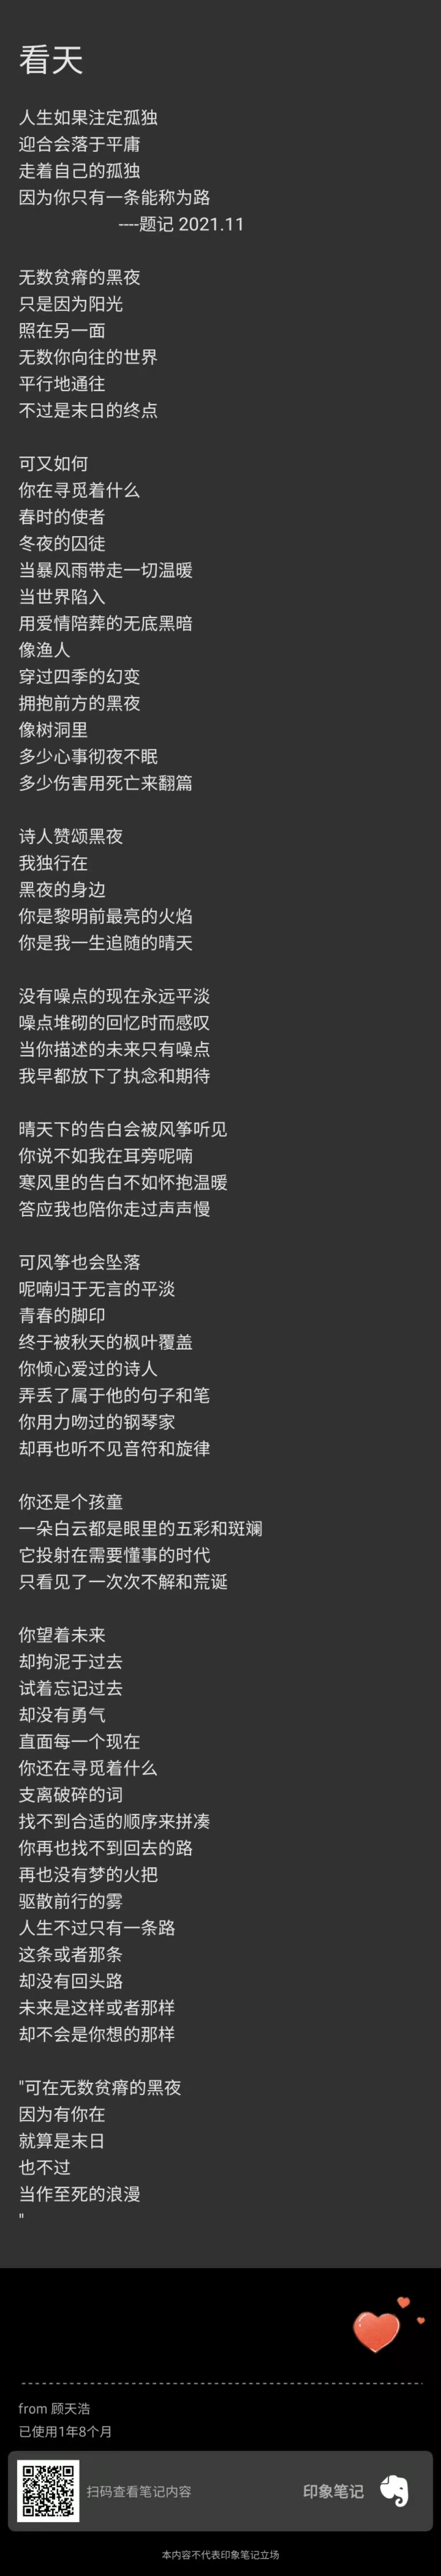 看天
人生如果注定孤独
迎合会落于平庸
走着自己的孤独
因为你只有一条能称为路
----题记 2021.11
无数贫瘠的黑夜
只是因为阳光
照在另一面
无数你向往的世界
平行地通往
不过是末日的终点
可又如何
你在寻觅着什么
春时的使者
冬夜的囚徒
当暴风雨带走一切温暖
当世界陷入
用爱情陪葬的无底黑暗
像渔人
穿过四季的幻变
拥抱前方的黑夜
像树洞里
多少心事彻夜不眠
多少伤害用死亡来翻篇
诗人赞颂黑夜
我独行在
黑夜的身边
你是黎明前最亮的火焰
你是我一生追随的晴天
没有噪点的现在永远平淡
噪点堆砌的回忆时而感叹
当你描述的未来只有噪点
我早都放下了执念和期待
晴天下的告白会被风筝听见
你说不如我在耳旁呢喃
寒风里的告白不如怀抱温暖
答应我也陪你走过声声慢
可风筝也会坠落
呢喃归于无言的平淡
青春的脚印
终于被秋天的枫叶覆盖
你倾心爱过的诗人
弄丢了属于他的句子和笔
你用力吻过的钢琴家
却再也听不见音符和旋律
你还是个孩童
一朵白云都是眼里的五彩和斑斓
它投射在需要懂事的时代
只看见了一次次不解和荒诞
你望着未来
却拘泥于过去
试着忘记过去
却没有勇气
直面每一个现在
你还在寻觅着什么
支离破碎的词
找不到合适的顺序来拼凑
你再也找不到回去的路
再也没有梦的火把
驱散前行的雾
人生不过只有一条路
这条或者那条
却没有回头路
未来是这样或者那样
却不会是你想的那样
"可在无数贫瘠的黑夜
因为有你在
就算是末日
也不过
当作至死的浪漫
"
from 顾天浩
已使用1年8个月
扫码查看笔记内容
印象笔记
本内容不代表印象笔记立场